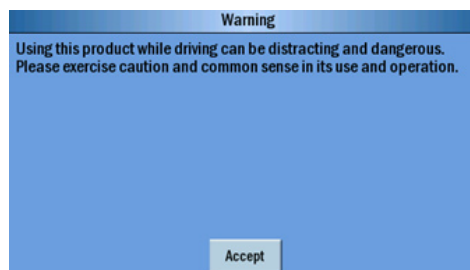 Warning
Using this product while driving can be distracting and dangerous.
Please exercise caution and common sense in its use and operation.
Accept